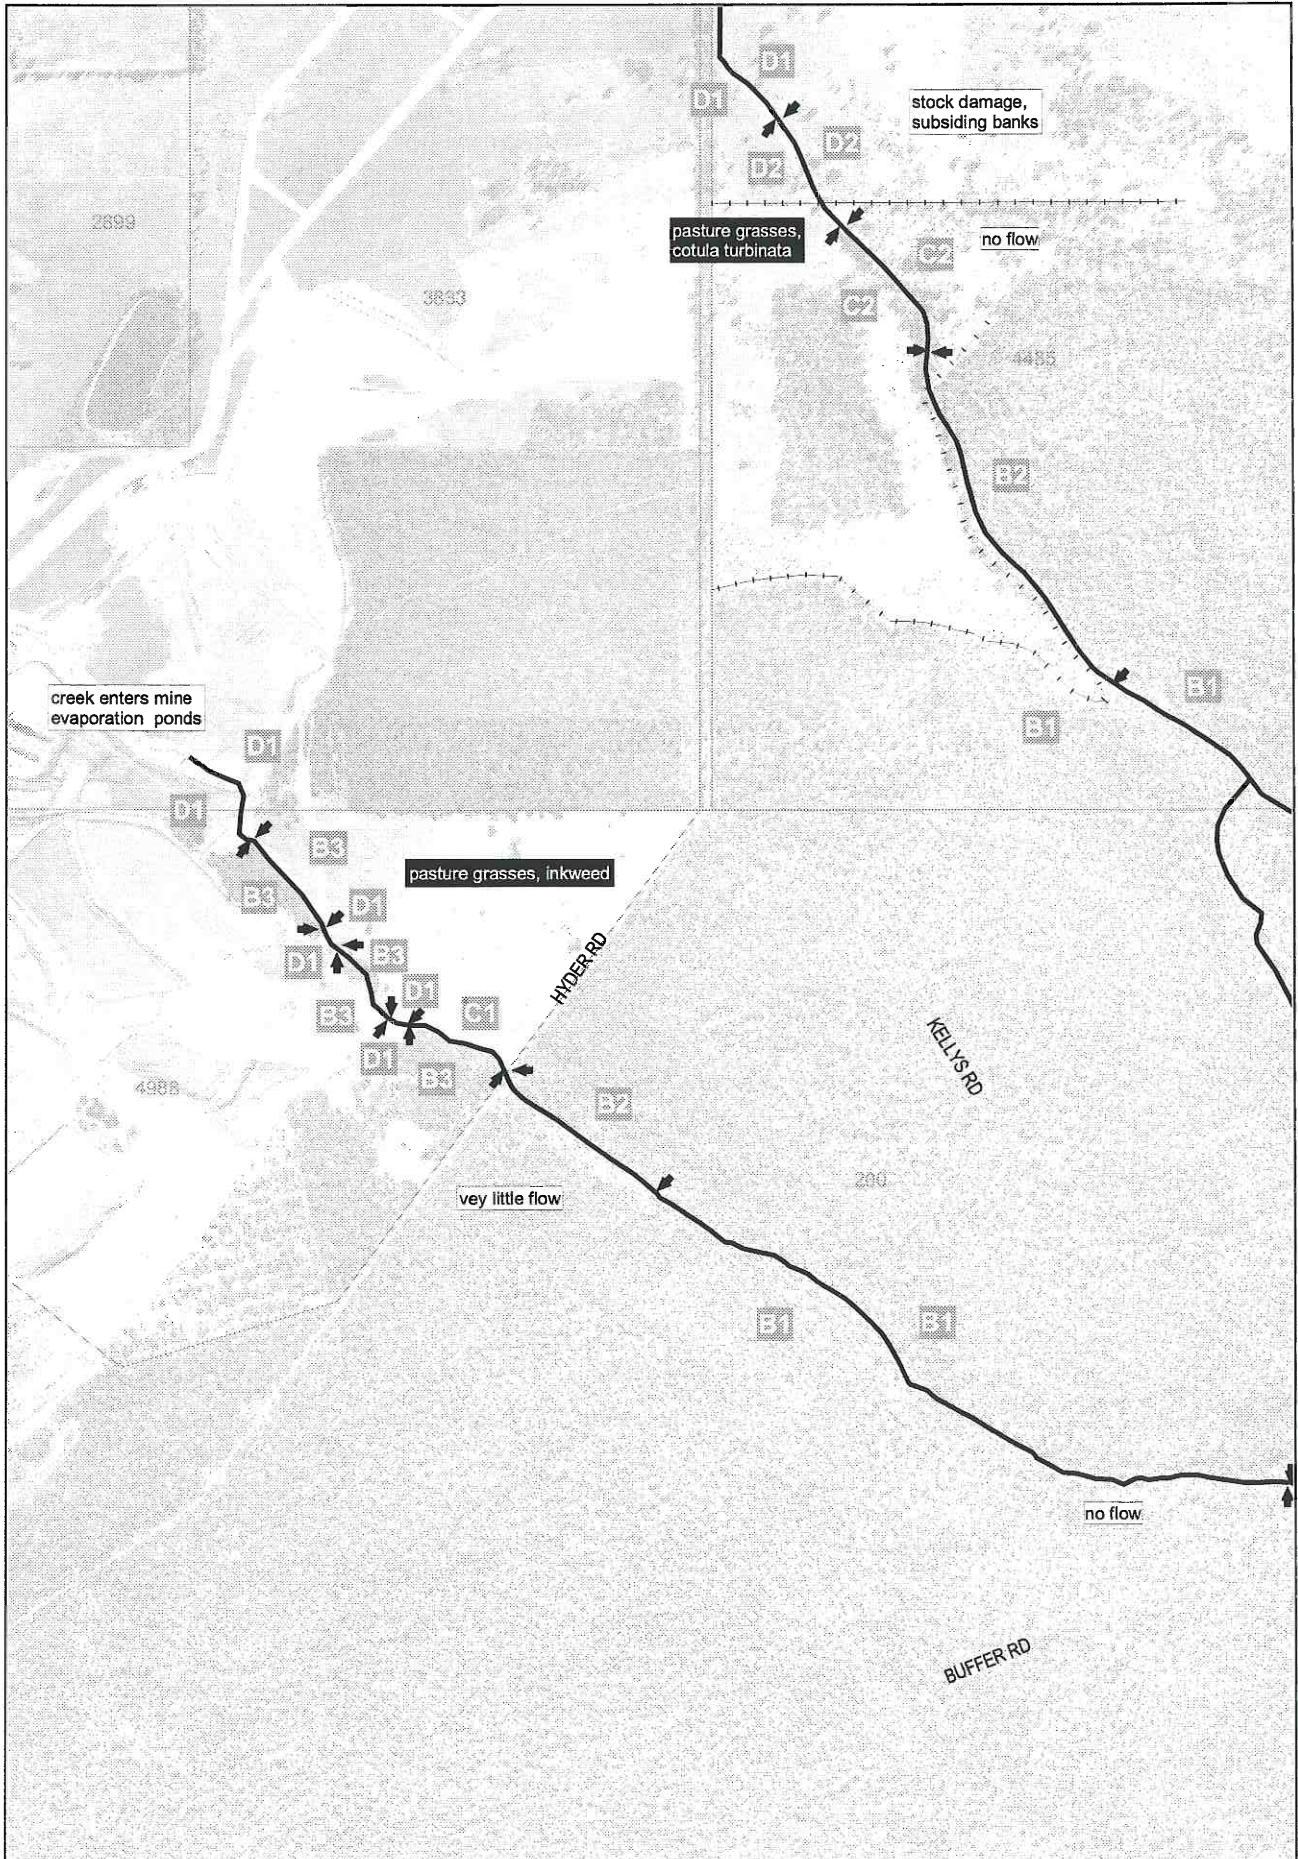 D1
D1
stock damage,
subsiding banks
D2
D2
2899
pasture grasses,
cotula turbinata
no flow
C2
3893
C2
4485
B2
creek enters mine
evaporation ponds
B1
B1
D1
D1
B3
pasture grasses, inkweed
B3
D1
HYDER RD
D1
B3
D1
B3
C1
KELLYS RD
D1
B3
4988
B2
200
vey little flow
B1
B1
no flow
BUFFER RD